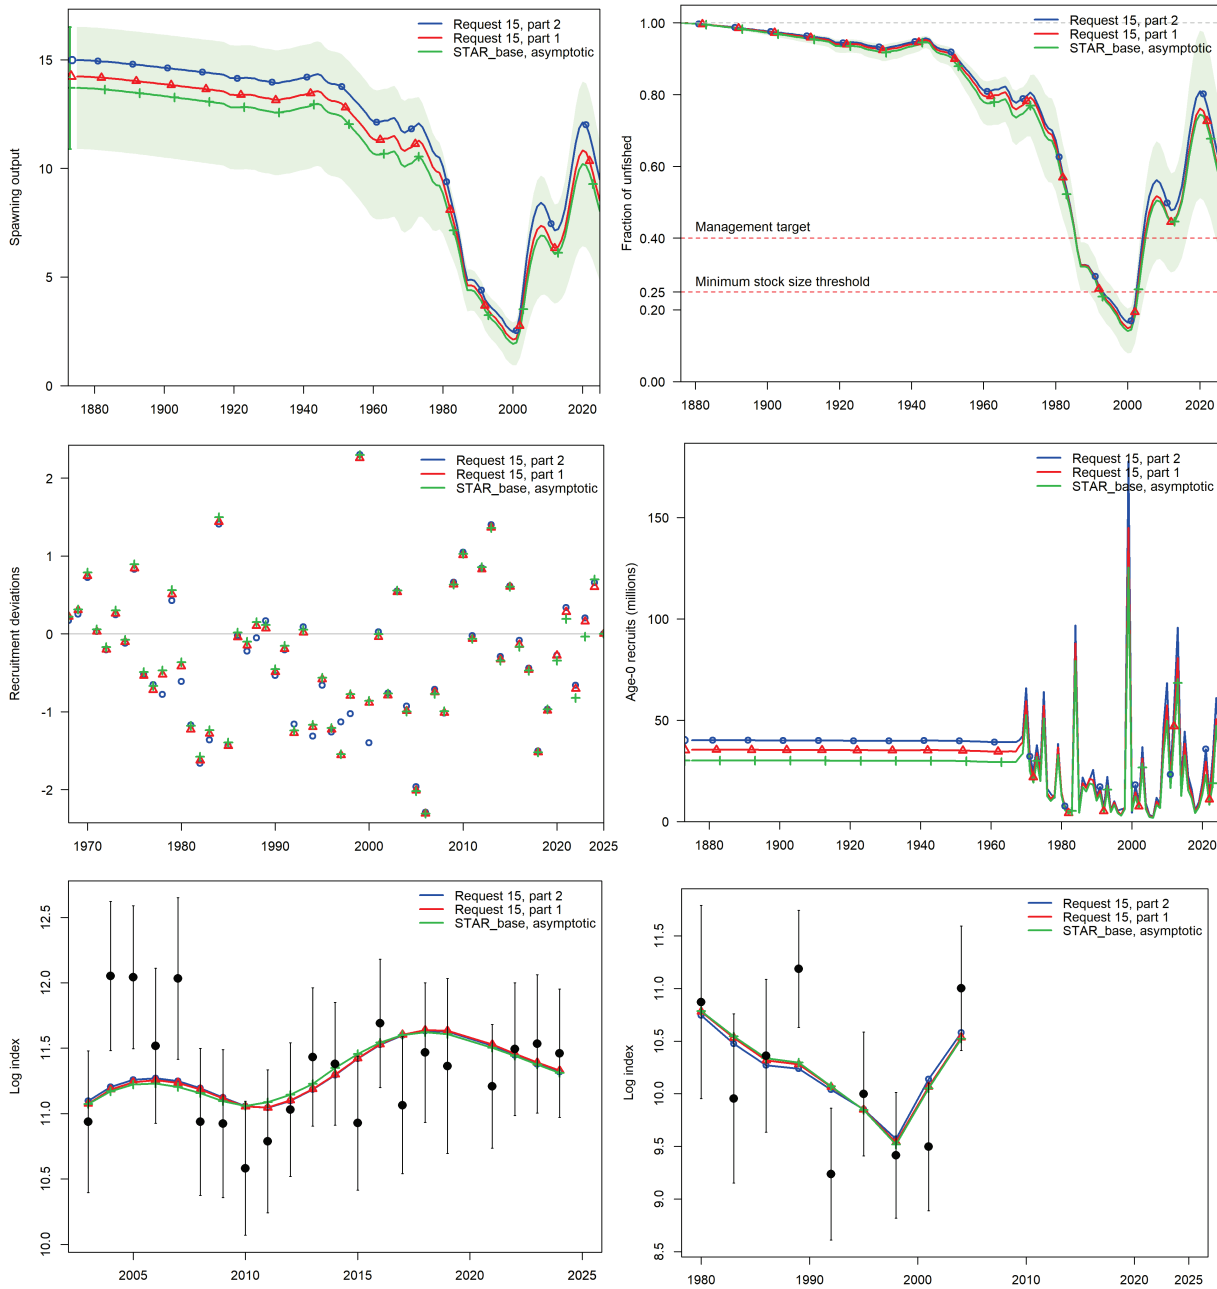 Request 15, part 2
Request 15, part 1
STAR_base, asymptotic
Spawning output
0
5
10
15
1880
1900
1920
1940
1960
1980
2000
2020
Request 15, part 2
Request 15, part 1
STAR_base, asymptotic
Management target
Minimum stock size threshold
Fraction of unfished
1.00
0.80
0.60
0.40
0.25
0.20
0.00
1880
1900
1920
1940
1960
1980
2000
2020
Request 15, part 2
Request 15, part 1
STAR_base, asymptotic
Recruitment deviations
2
1
0
-1
-2
1970
1980
1990
2000
2010
2025
Request 15, part 2
Request 15, part 1
STAR_base, asymptotic
Age-0 recruits (millions)
150
100
50
0
1880
1900
1920
1940
1960
1980
2000
2020
Request 15, part 2
Request 15, part 1
STAR_base, asymptotic
Log index
12.5
12.0
11.5
11.0
10.5
10.0
2005
2010
2015
2020
2025
Request 15, part 2
Request 15, part 1
STAR_base, asymptotic
Log index
11.5
11.0
10.5
10.0
9.5
9.0
8.5
1980
1990
2000
2010
2020
2025